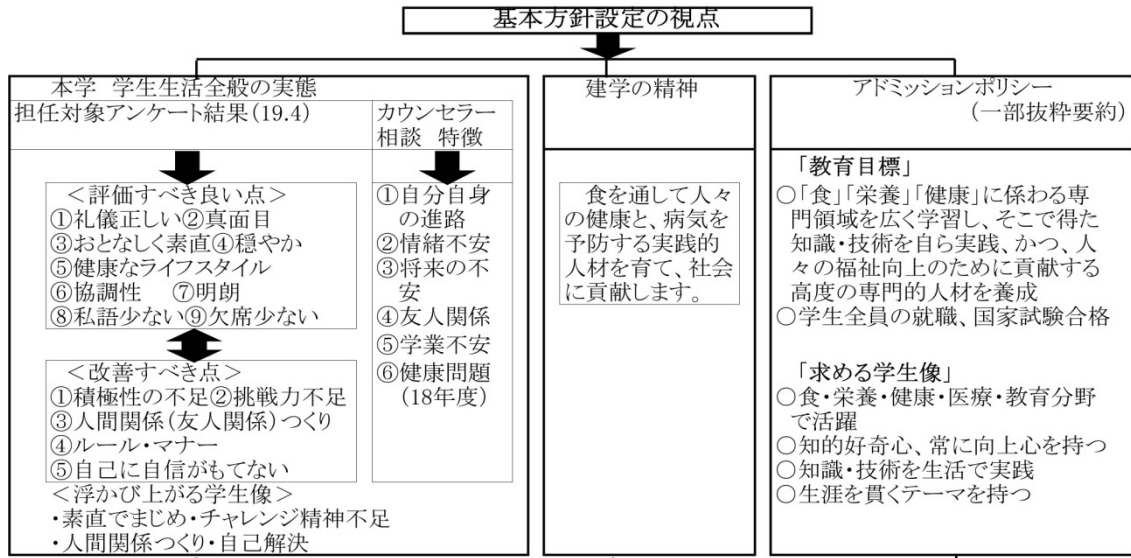 基本方針設定の視点
本学 学生生活全般の実態
担任対象アンケート結果(19.4)
＜評価すべき良い点＞
①礼儀正しい②真面目
③おとなしく素直④穏やか
⑤健康なライフスタイル
⑥協調性 ⑦明朗
⑧私語少ない⑨欠席少ない
＜改善すべき点＞
①積極性の不足②挑戦力不足
③人間関係(友人関係)つくり
④ルール・マナー
⑤自己に自信がもてない
＜浮かび上がる学生像＞
・素直でまじめ・チャレンジ精神不足
・人間関係つくり・自己解決
カウンセラー
相談 特徴
①自分自身
の進路
②情緒不安
③将来の不
安
④友人関係
⑤学業不安
⑥健康問題
(18年度)
建学の精神
食を通して人々
の健康と、病気を
予防する実践的
人材を育て、社会
に貢献します。
アドミッションポリシー
(一部抜粋要約)
「教育目標」
○「食」「栄養」「健康」に係わる専
門領域を広く学習し、そこで得た
知識・技術を自ら実践、かつ、人
々の福祉向上のために貢献する
高度の専門的人材を養成
○学生全員の就職、国家試験合格
「求める学生像」
○食・栄養・健康・医療・教育分野
で活躍
○知的好奇心、常に向上心を持つ
○知識・技術を生活で実践
○生涯を貫くテーマを持つ